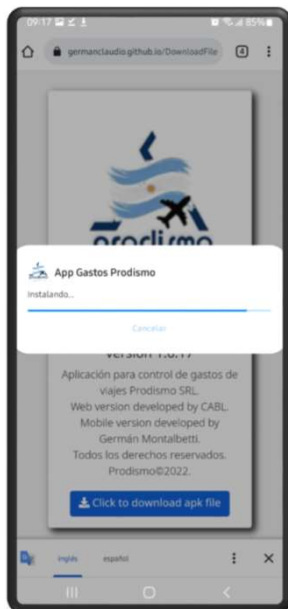 09:17
85%
germanclaudio.github.io/DownloadFile
4
prodismo
App Gastos Prodismo
Instalando...
Cancelar
Version 1.0.17
Aplicación para control de gastos de
viajes Prodismo SRL.
Web version developed by CABL.
Mobile version developed by
Germán Montalbetti.
Todos los derechos reservados.
Prodismo©2022.
Click to download apk file
inglés español